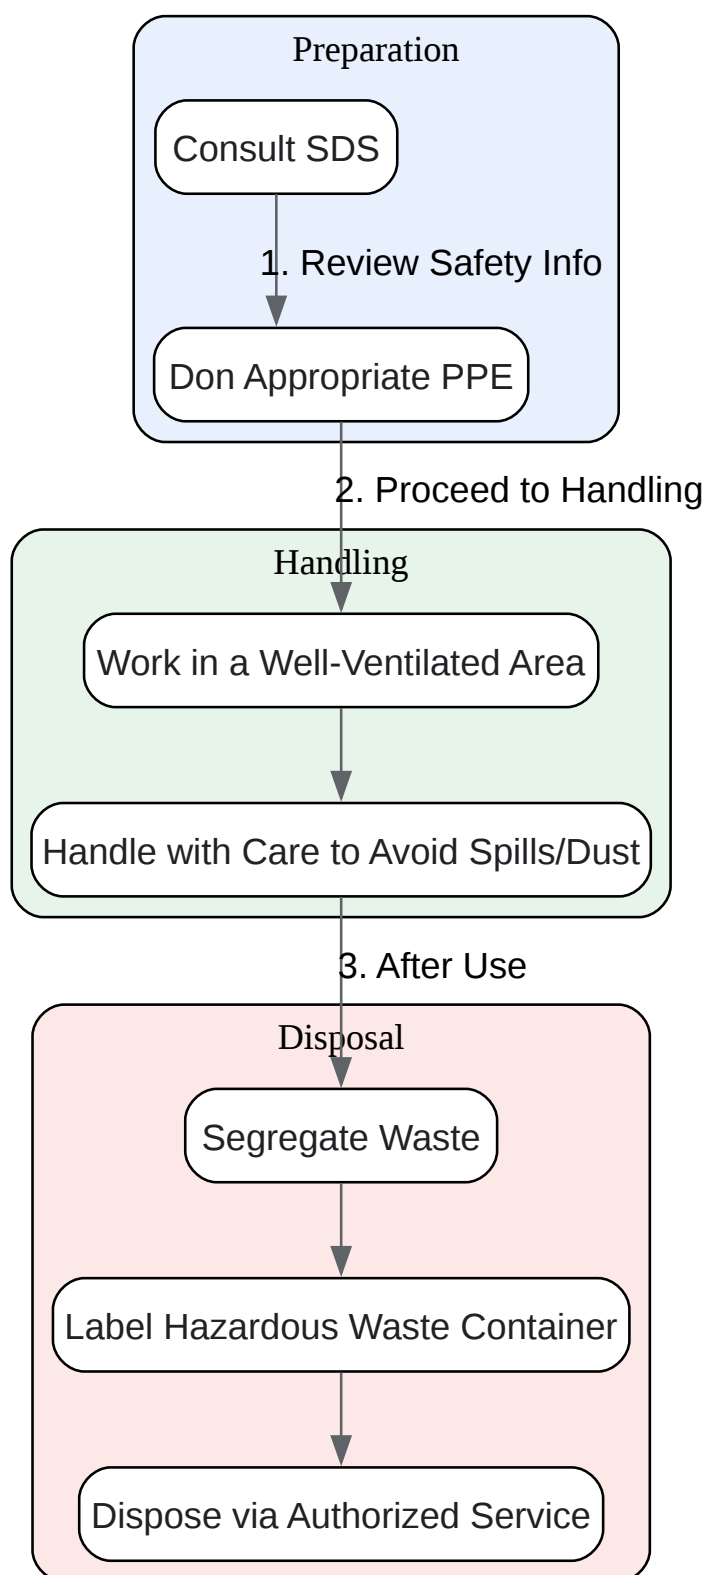 Preparation
Consult SDS
1. Review Safety Info
Don Appropriate PPE
2. Proceed to Handling
Handling
Work in a Well-Ventilated Area
Handle with Care to Avoid Spills/Dust
3. After Use
Disposal
Segregate Waste
Label Hazardous Waste Container
Dispose via Authorized Service